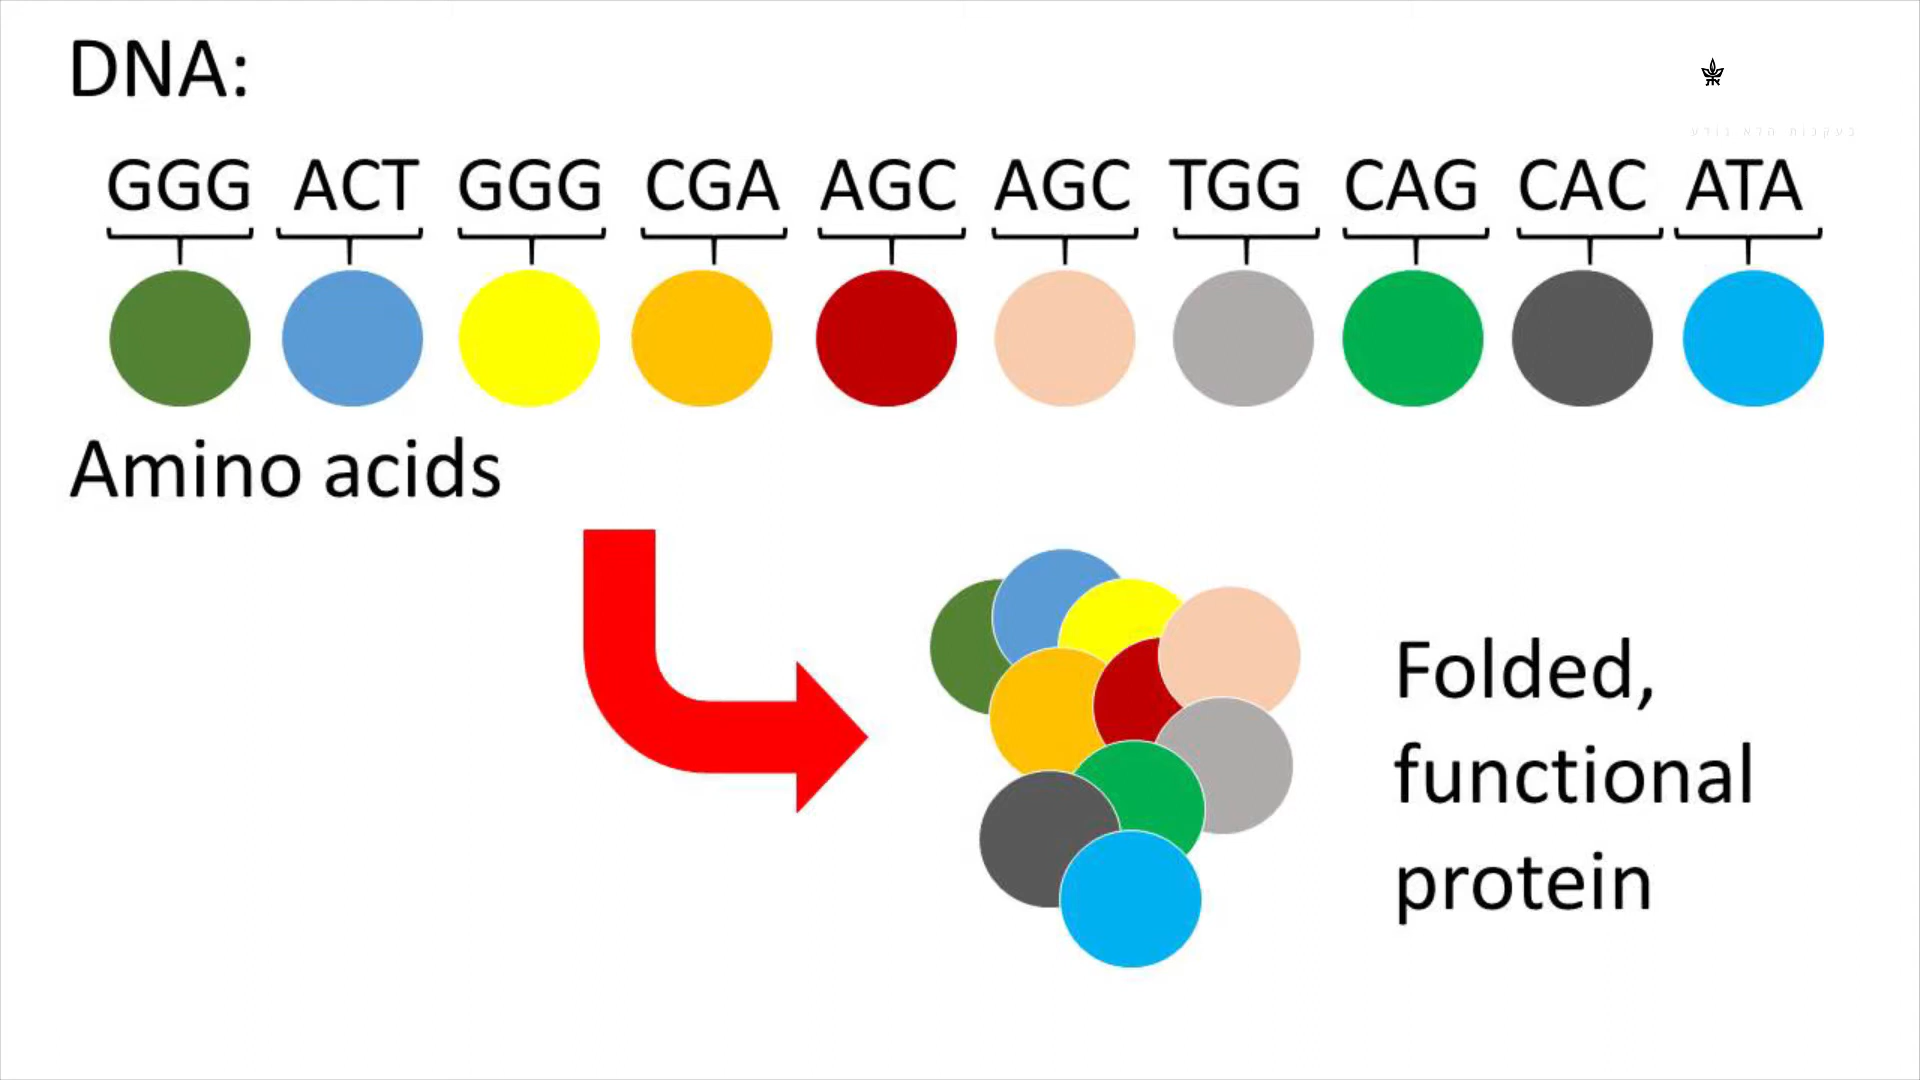 DNA:
GGG ACT GGG CGA AGC AGC TGG CAG CAC ATA
Amino acids
Folded,
functional
protein